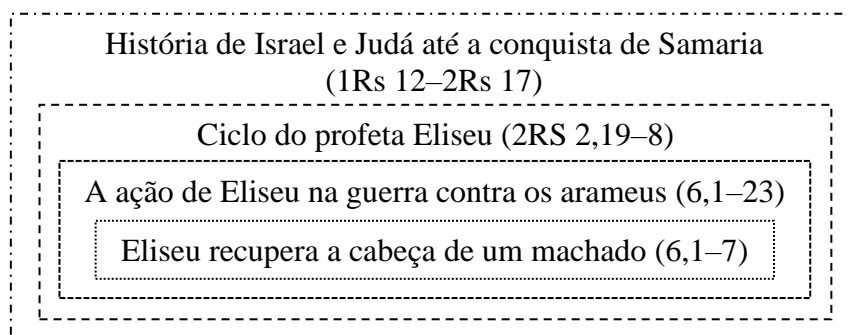 História de Israel e Judá até a conquista de Samaria
(1Rs 12–2Rs 17)
Ciclo do profeta Eliseu (2RS 2,19–8)
A ação de Eliseu na guerra contra os arameus (6,1–23)
Eliseu recupera a cabeça de um machado (6,1–7)